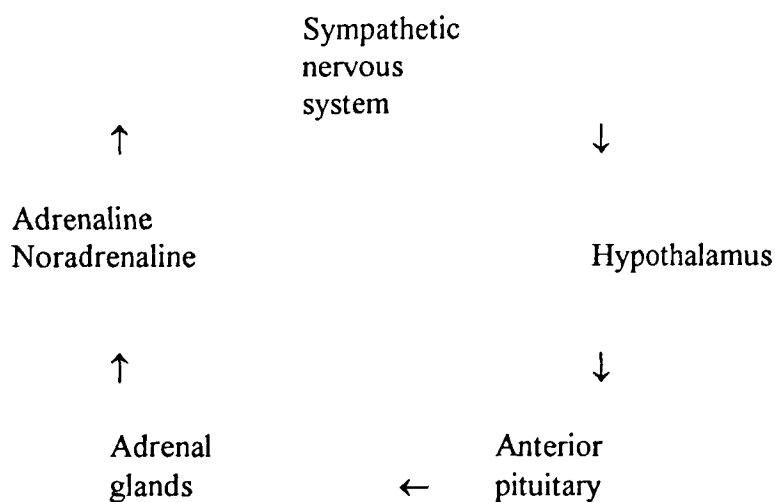 Sympathetic
nervous
system
↑ ↓
Adrenaline
Noradrenaline Hypothalamus
↑ ↓
Adrenal Anterior
glands ← pituitary